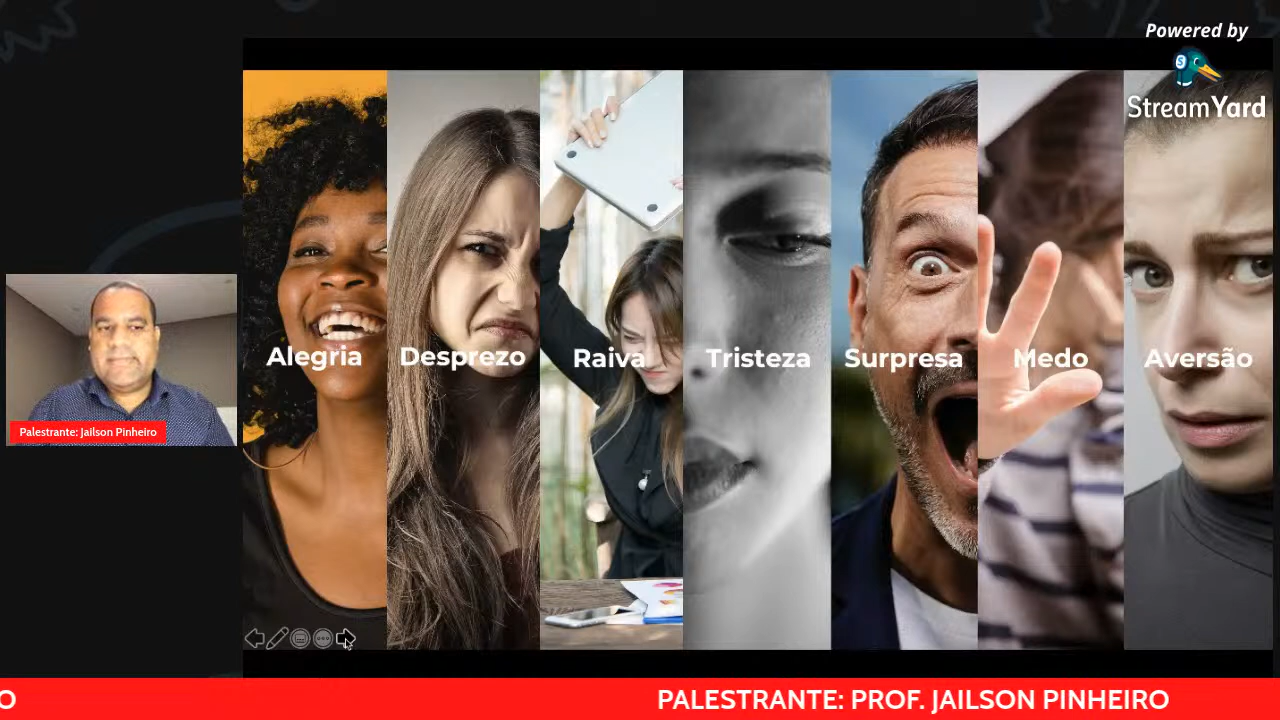 Powered by
StreamYard
Alegria
Desprezo
Raiva
Tristeza
Surpresa
Medo
Aversão
Palestrante: Jailson Pinheiro
O
PALESTRANTE: PROF. JAILSON PINHEIRO